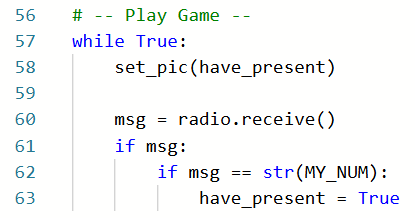 56 # -- Play Game --
57 while True:
58     set_pic(have_present)
59
60     msg = radio.receive()
61     if msg:
62         if msg == str(MY_NUM):
63             have_present = True